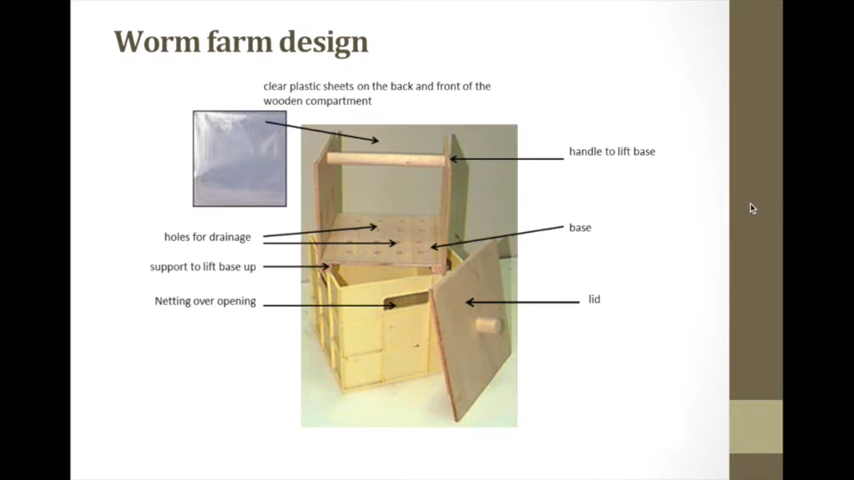 Worm farm design
clear plastic sheets on the back and front of the
wooden compartment
handle to lift base
holes for drainage
base
support to lift base up
Netting over opening
lid